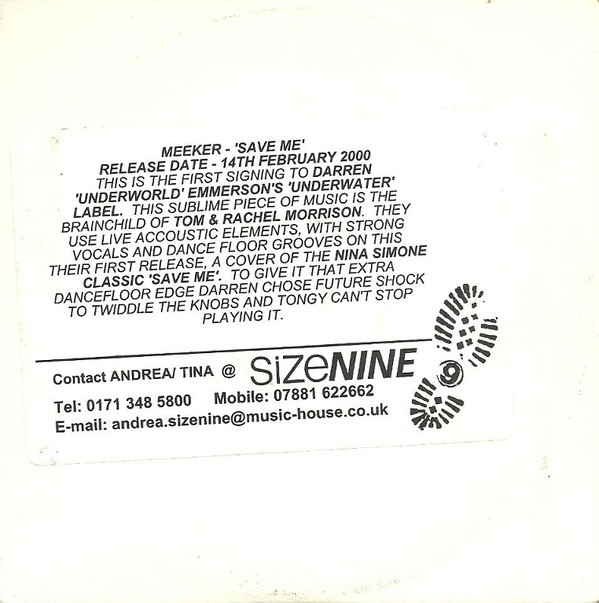 MEEKER - 'SAVE ME'
RELEASE DATE - 14TH FEBRUARY 2000
THIS IS THE FIRST SIGNING TO DARREN
'UNDERWORLD' EMMERSON'S 'UNDERWATER'
LABEL. THIS SUBLIME PIECE OF MUSIC IS THE
BRAINCHILD OF TOM & RACHEL MORRISON. THEY
USE LIVE ACCOUSTIC ELEMENTS, WITH STRONG
VOCALS AND DANCE FLOOR GROOVES ON THIS
THEIR FIRST RELEASE, A COVER OF THE NINA SIMONE
CLASSIC 'SAVE ME'. TO GIVE IT THAT EXTRA
DANCEFLOOR EDGE DARREN CHOSE FUTURE SHOCK
TO TWIDDLE THE KNOBS AND TONGY CAN'T STOP
PLAYING IT.
Contact ANDREA/ TINA @ sizeNINE
9
Tel: 0171 348 5800 Mobile: 07881 622662
E-mail: andrea.sizenine@music-house.co.uk